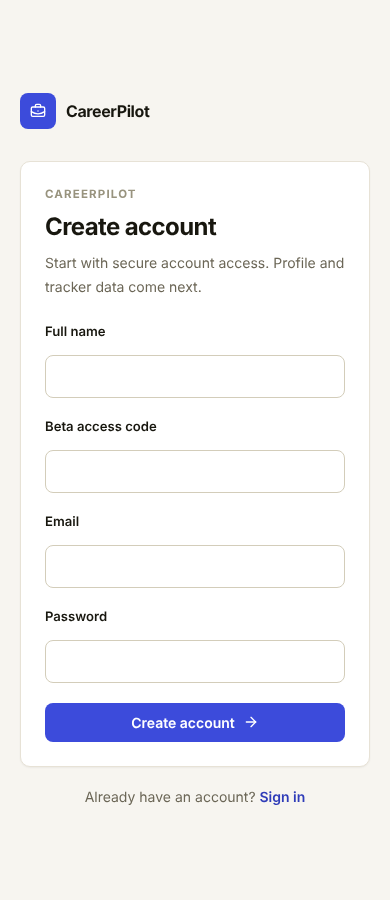 CareerPilot
CAREERPILOT
Create account
Start with secure account access. Profile and
tracker data come next.
Full name
Beta access code
Email
Password
Create account →
Already have an account? Sign in